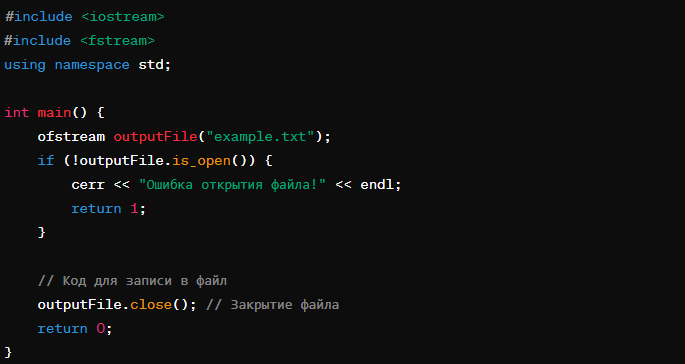 #include <iostream>
#include <fstream>
using namespace std;

int main() {
    ofstream outputFile("example.txt");
    if (!outputFile.is_open()) {
        cerr << "Ошибка открытия файла!" << endl;
        return 1;
    }

    // Код для записи в файл
    outputFile.close(); // Закрытие файла
    return 0;
}